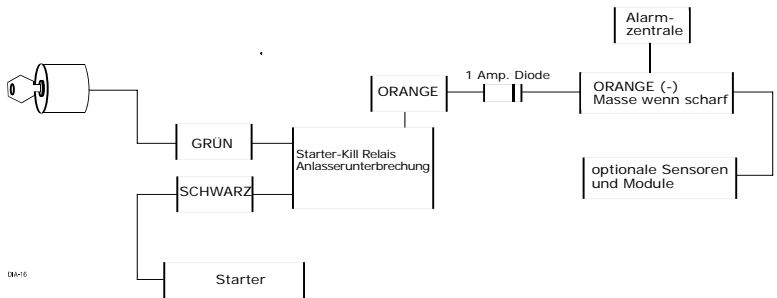 Alarm-
zentrale
1 Amp. Diode
ORANGE
ORANGE (-)
Masse wenn scharf
GRÜN
Starter-Kill Relais
Anlasserunterbrechung
optionale Sensoren
und Module
SCHWARZ
DIA-16
Starter